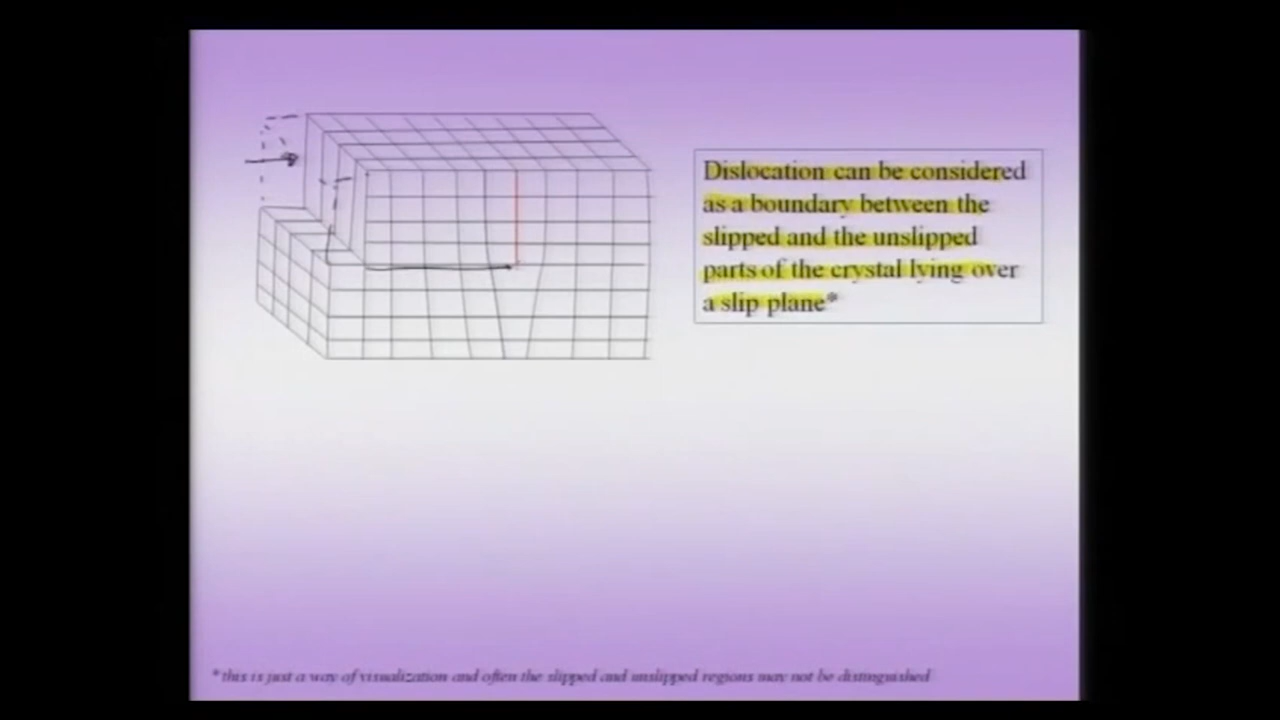 Dislocation can be considered
as a boundary between the
slipped and the unslipped
parts of the crystal lying over
a slip plane*
*this is just a way of visualization and often the slipped and unslipped regions may not be distinguished